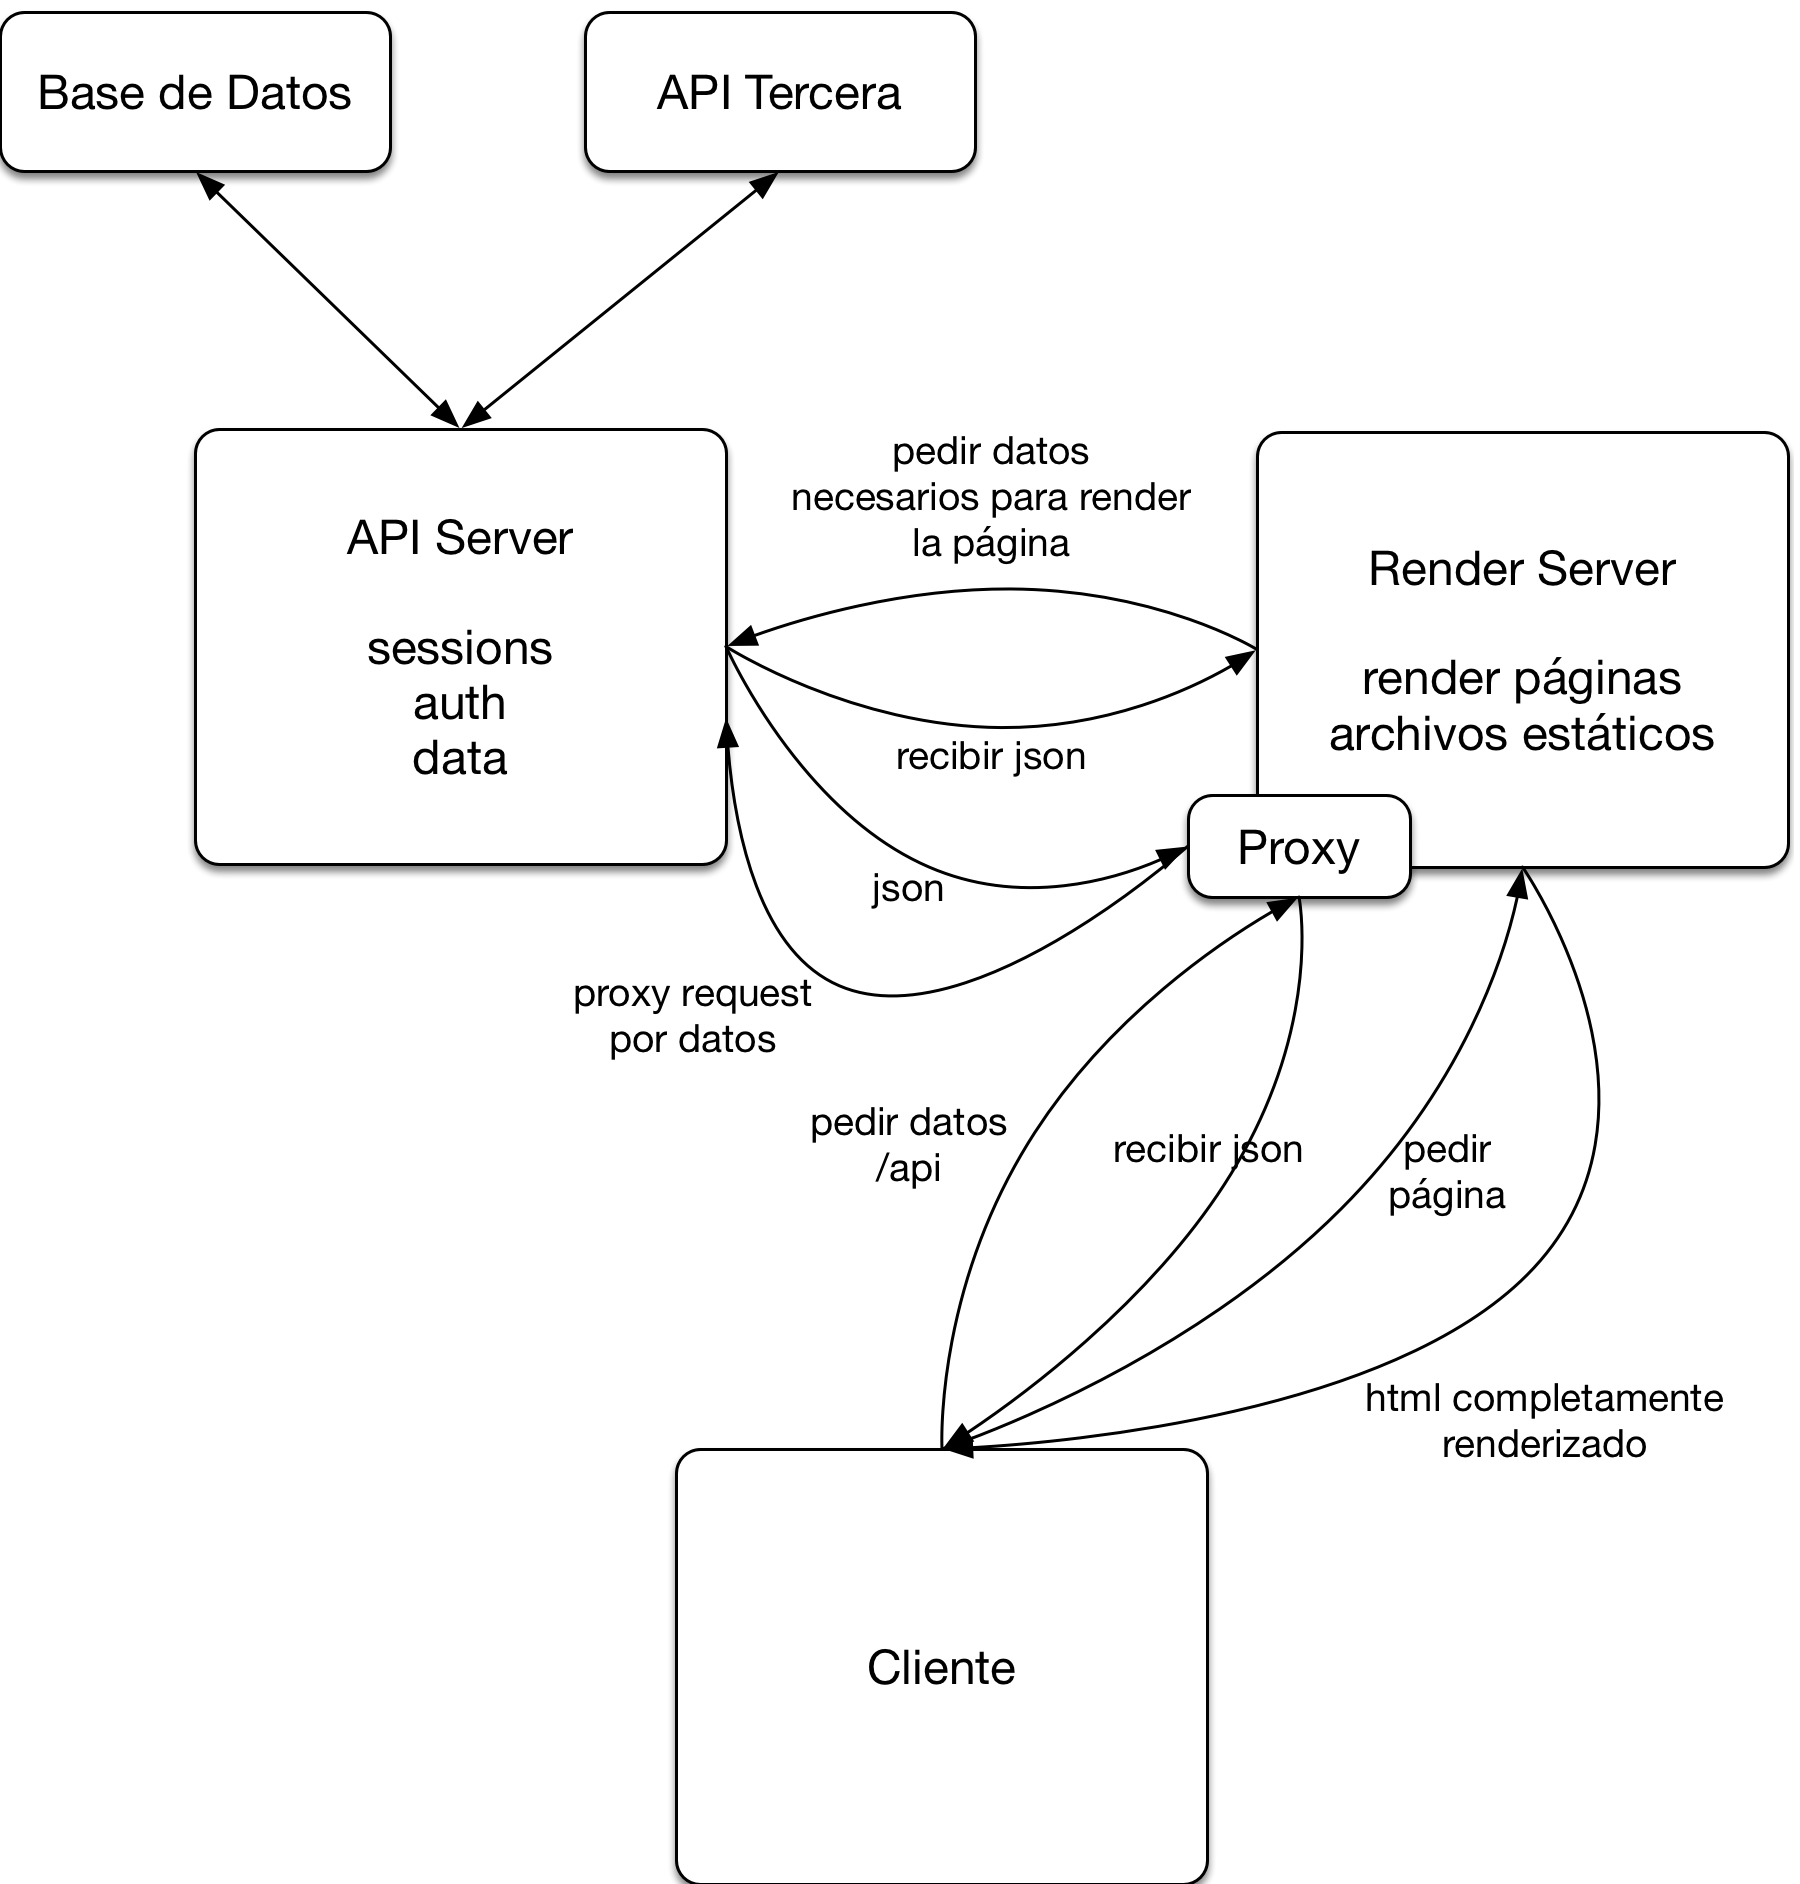 Base de Datos
API Tercera
API Server
sessions
auth
data
pedir datos
necesarios para render
la página
recibir json
Render Server
render páginas
archivos estáticos
Proxy
json
proxy request
por datos
pedir datos
/api
recibir json
pedir
página
html completamente
renderizado
Cliente